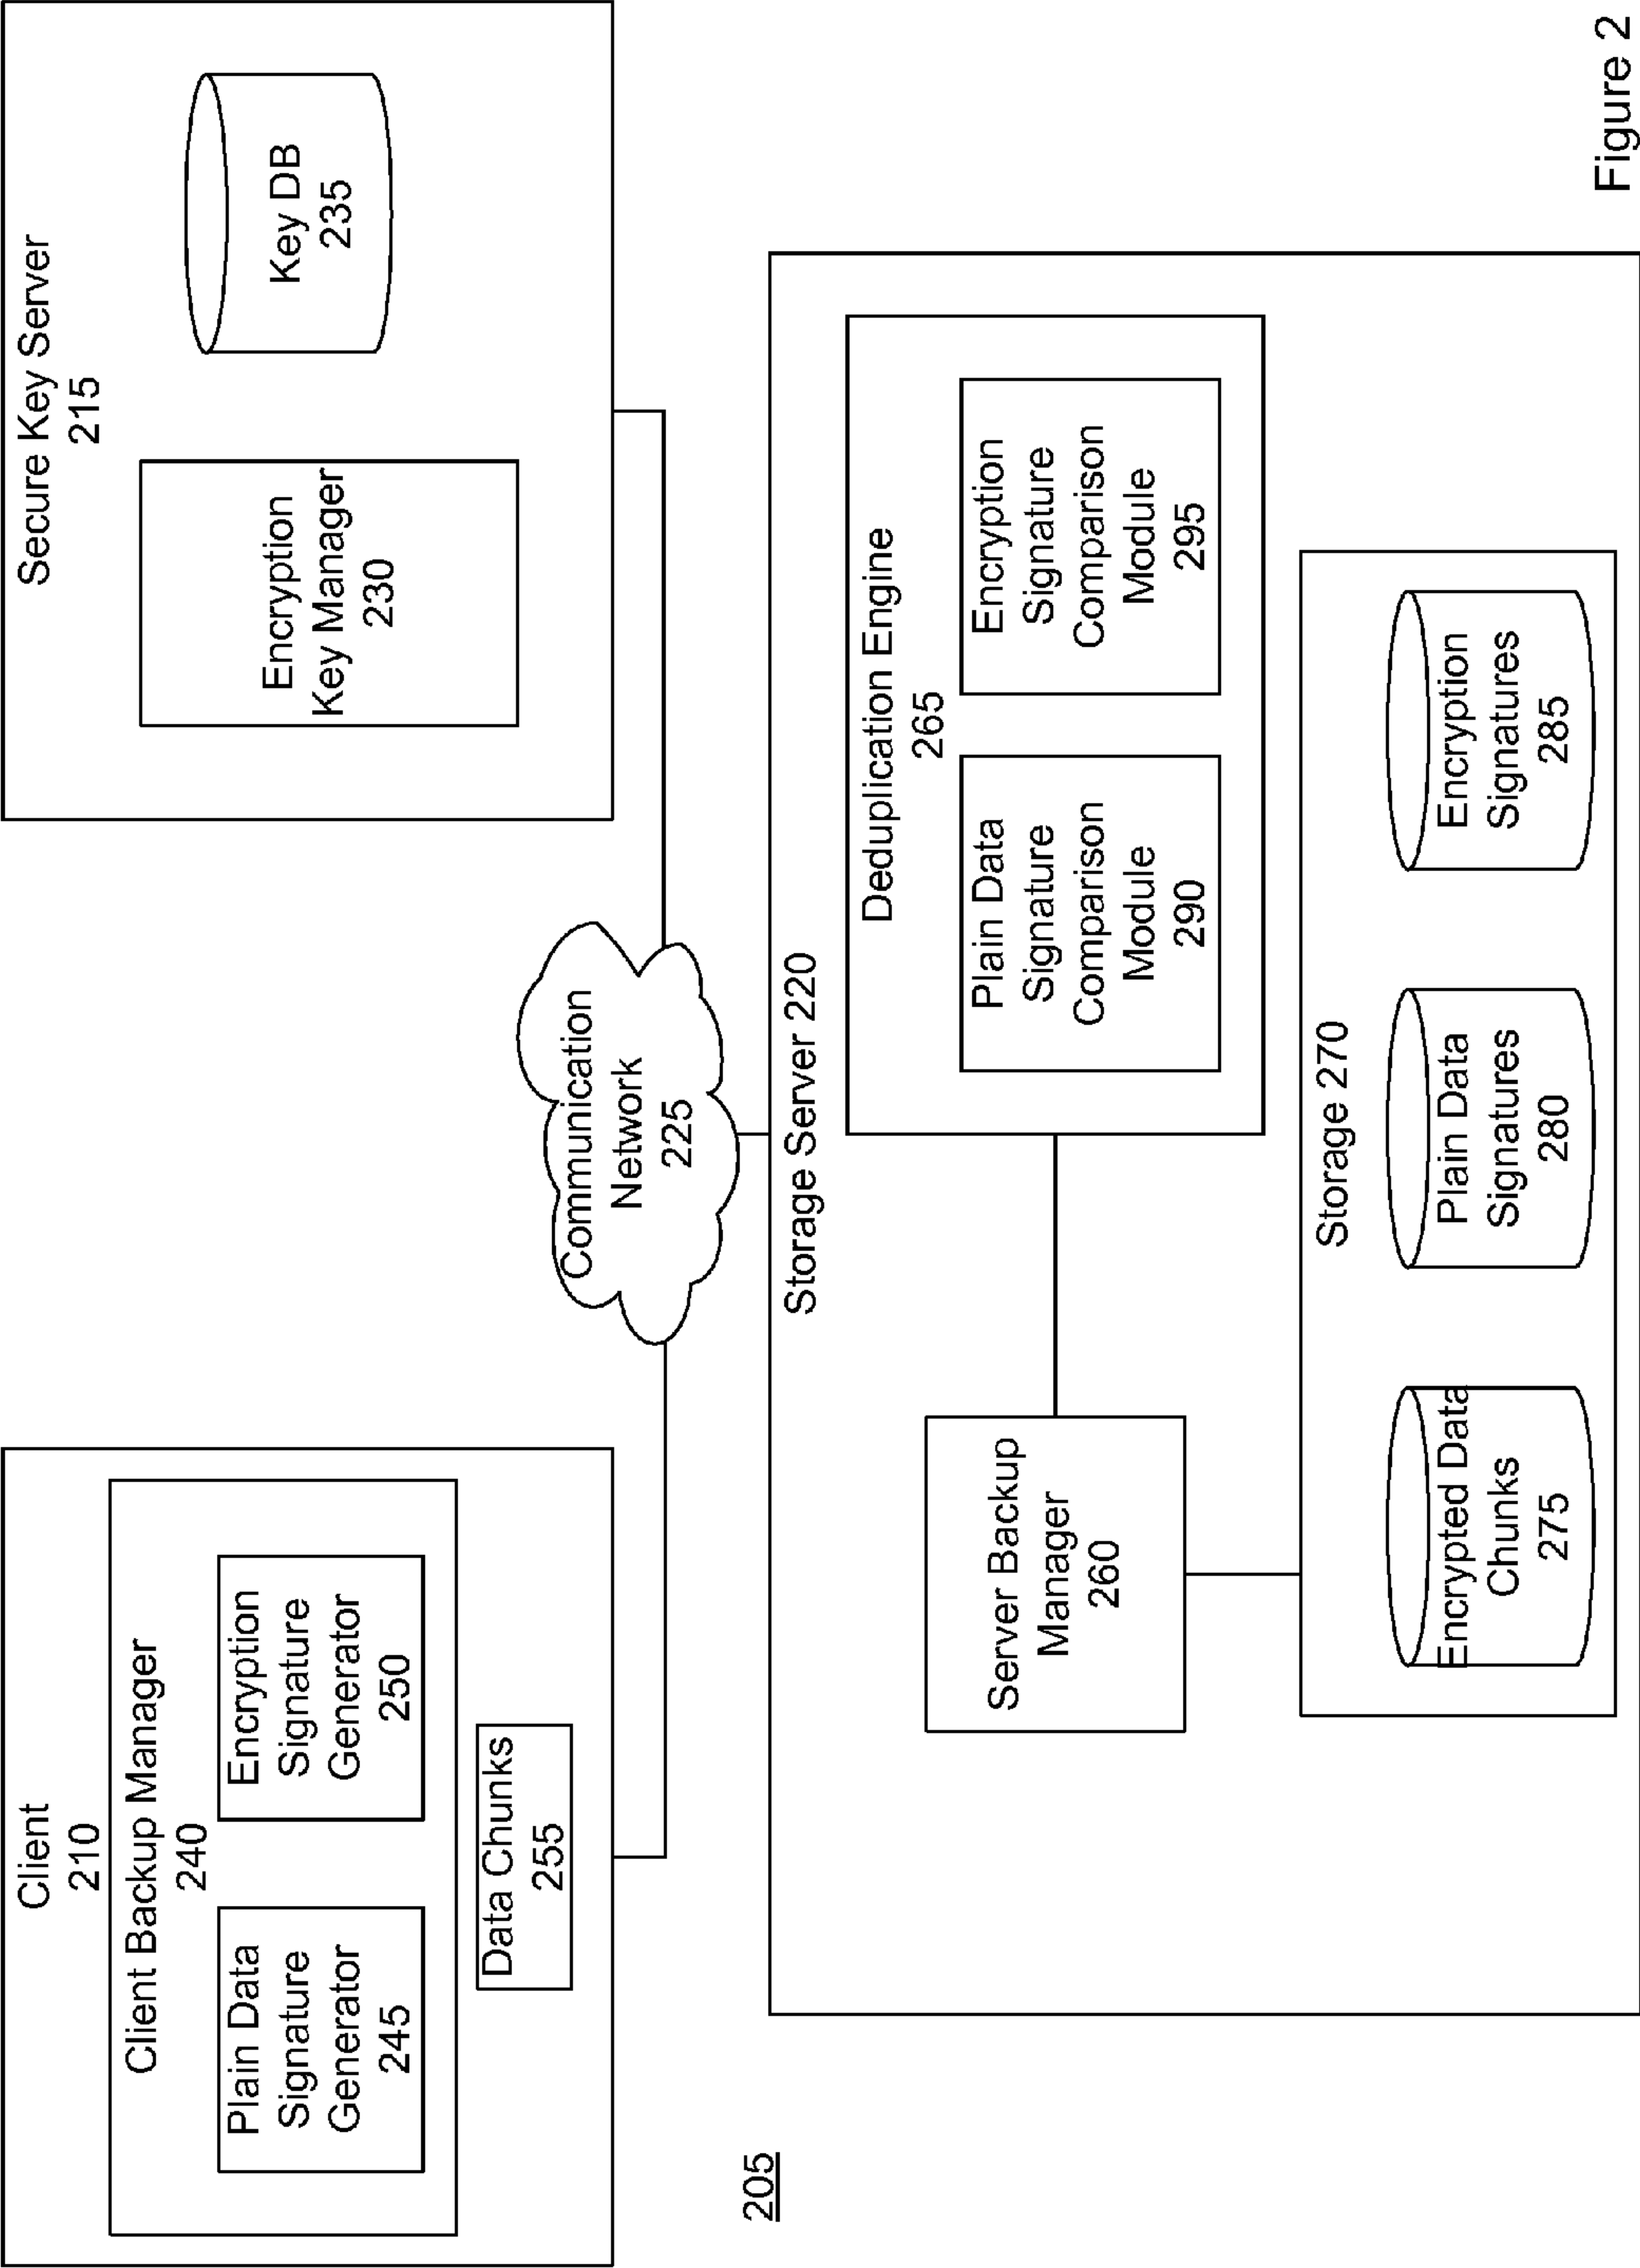 Client
210
Client Backup Manager
240
Plain Data
Signature
Generator
245
Encryption
Signature
Generator
250
Data Chunks
255
Secure Key Server
215
Encryption
Key Manager
230
Key DB
235
Communication
Network
225
205
Storage Server 220
Server Backup
Manager
260
Deduplication Engine
265
Plain Data
Signature
Comparison
Module
290
Encryption
Signature
Comparison
Module
295
Storage 270
Encrypted Data
Chunks
275
Plain Data
Signatures
280
Encryption
Signatures
285
Figure 2